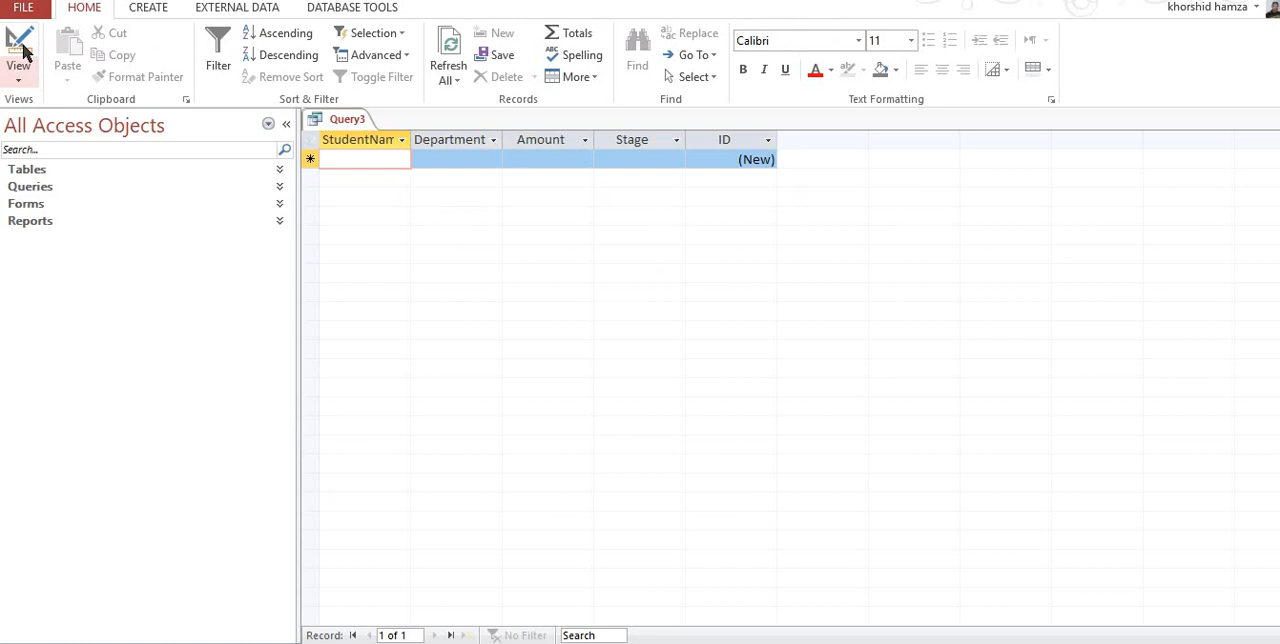 FILE HOME CREATE EXTERNAL DATA DATABASE TOOLS khorshid hamza
View
Views
Paste
Cut
Copy
Format Painter
Clipboard
Filter
Ascending
Descending
Remove Sort
Selection
Advanced
Toggle Filter
Sort & Filter
Refresh
All
New
Save
Delete
Totals
Spelling
More
Records
Find
Replace
Go To
Select
Find
Calibri 11
B I U A
Text Formatting
All Access Objects
Search...
Tables
Queries
Forms
Reports
Query3
StudentNam Department Amount Stage ID
(New)
Record: 1 of 1 No Filter Search